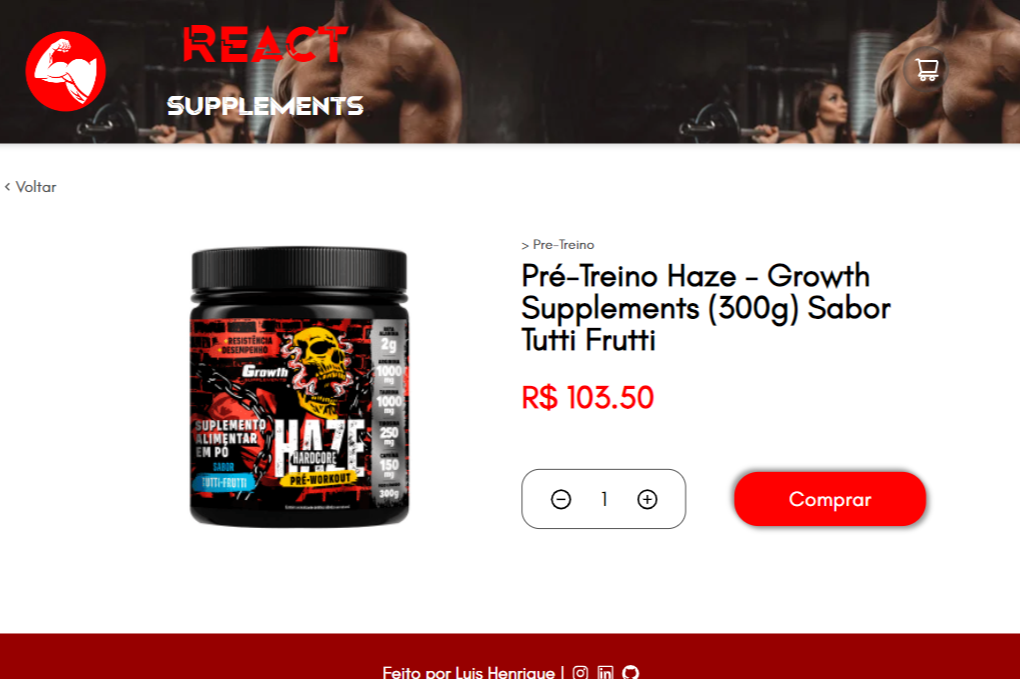 REACT
SUPPLEMENTS
< Voltar
> Pre-Treino
Pré-Treino Haze - Growth
Supplements (300g) Sabor
Tutti Frutti
R$ 103.50
1
Comprar
+RESISTÊNCIA
+DESEMPENHO
Growth
SUPPLEMENTS
2g
1000
mg
1000
mg
250
mg
150
mg
300g
SUPLEMENTO
ALIMENTAR
EM PÓ
SABOR
TUTTI-FRUTTI
HAZE
HARDCORE
PRÉ-WORKOUT
Feito por Luis Henrique |